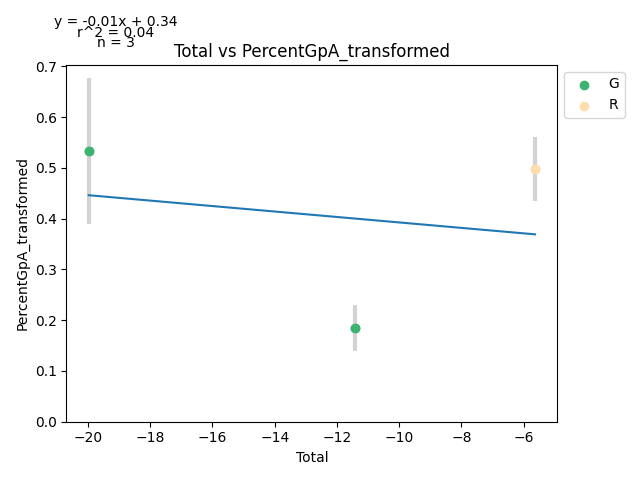 y = -0.01x + 0.34
r^2 = 0.04
n = 3
Total vs PercentGpA_transformed
G
R
PercentGpA_transformed
0.7
0.6
0.5
0.4
0.3
0.2
0.1
0.0
−20 −18 −16 −14 −12 −10 −8 −6
Total